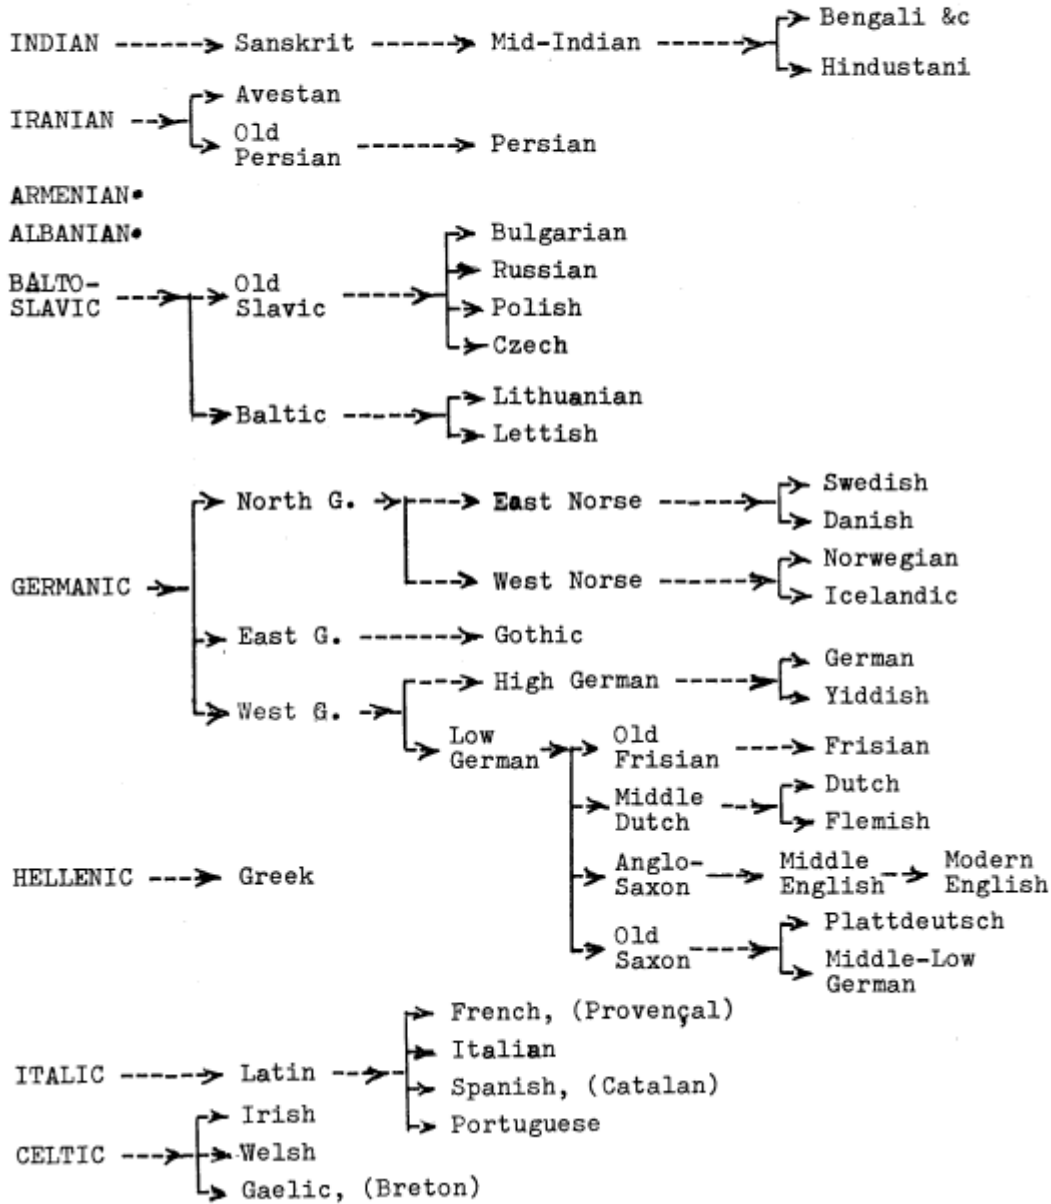 INDIAN Sanskrit Mid-Indian Bengali &c
Hindustani
IRANIAN Avestan
Old
Persian Persian
ARMENIAN•
ALBANIAN•
BALTO-
SLAVIC Old
Slavic Bulgarian
Russian
Polish
Czech
Baltic Lithuanian
Lettish
GERMANIC North G. East Norse Swedish
Danish
West Norse Norwegian
Icelandic
East G. Gothic
West G. High German German
Yiddish
Low
German Old
Frisian Frisian
Middle
Dutch Dutch
Flemish
Anglo-
Saxon Middle
English Modern
English
Old
Saxon Plattdeutsch
Middle-Low
German
HELLENIC Greek
ITALIC Latin French, (Provençal)
Italian
Spanish, (Catalan)
Portuguese
CELTIC Irish
Welsh
Gaelic, (Breton)